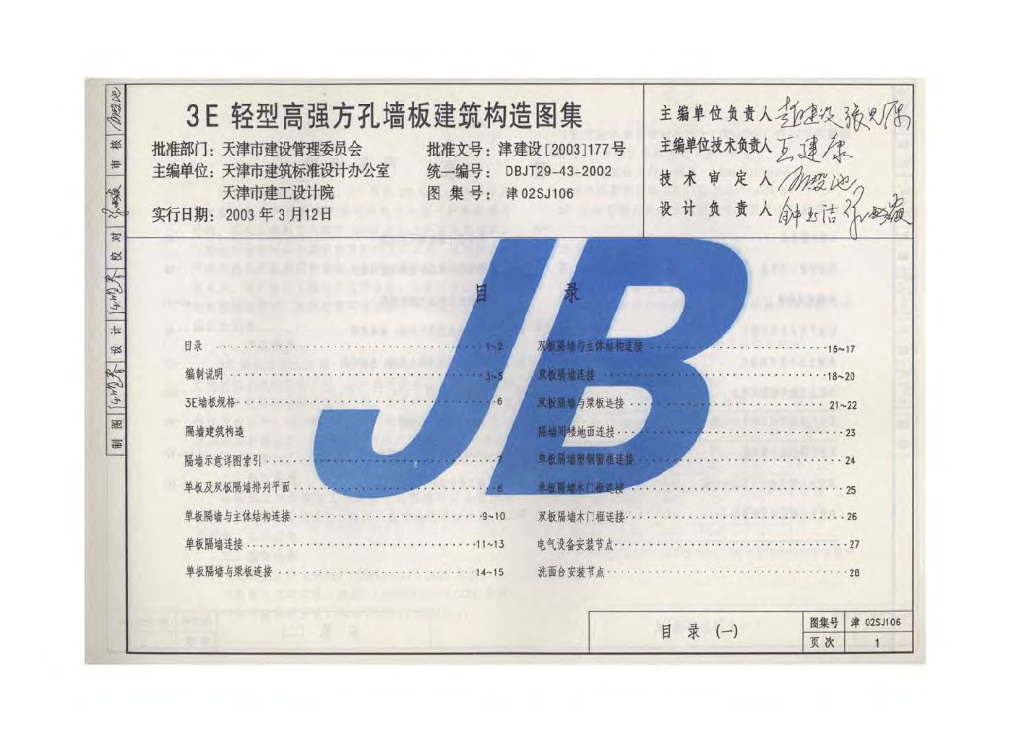 3E 轻型高强方孔墙板建筑构造图集
批准部门：天津市建设管理委员会 批准文号：津建设[2003]177号
主编单位：天津市建筑标准设计办公室 统一编号：DBJT29-43-2002
天津市建工设计院 图集号：津02SJ106
实行日期：2003年3月12日
主编单位负责人
主编单位技术负责人 王建康
技术审定人
设计负责人 钟玉洁
审核
校对
设计
制图
JB
目录
目录 1~2
编制说明 3~5
3E墙板规格 6
隔墙建筑构造
隔墙示意详图索引 7
单板及双板隔墙排列平面 8
单板隔墙与主体结构连接 9~10
单板隔墙连接 11~13
单板隔墙与梁板连接 14~15
双板隔墙与主体结构连接 15~17
双板隔墙连接 18~20
双板隔墙与梁板连接 21~22
隔墙同楼地面连接 23
单板隔墙塑钢窗框连接 24
单板隔墙木门框连接 25
双板隔墙木门框连接 26
电气设备安装节点 27
洗面台安装节点 28
目录 (一)
图集号 津02SJ106
页次 1